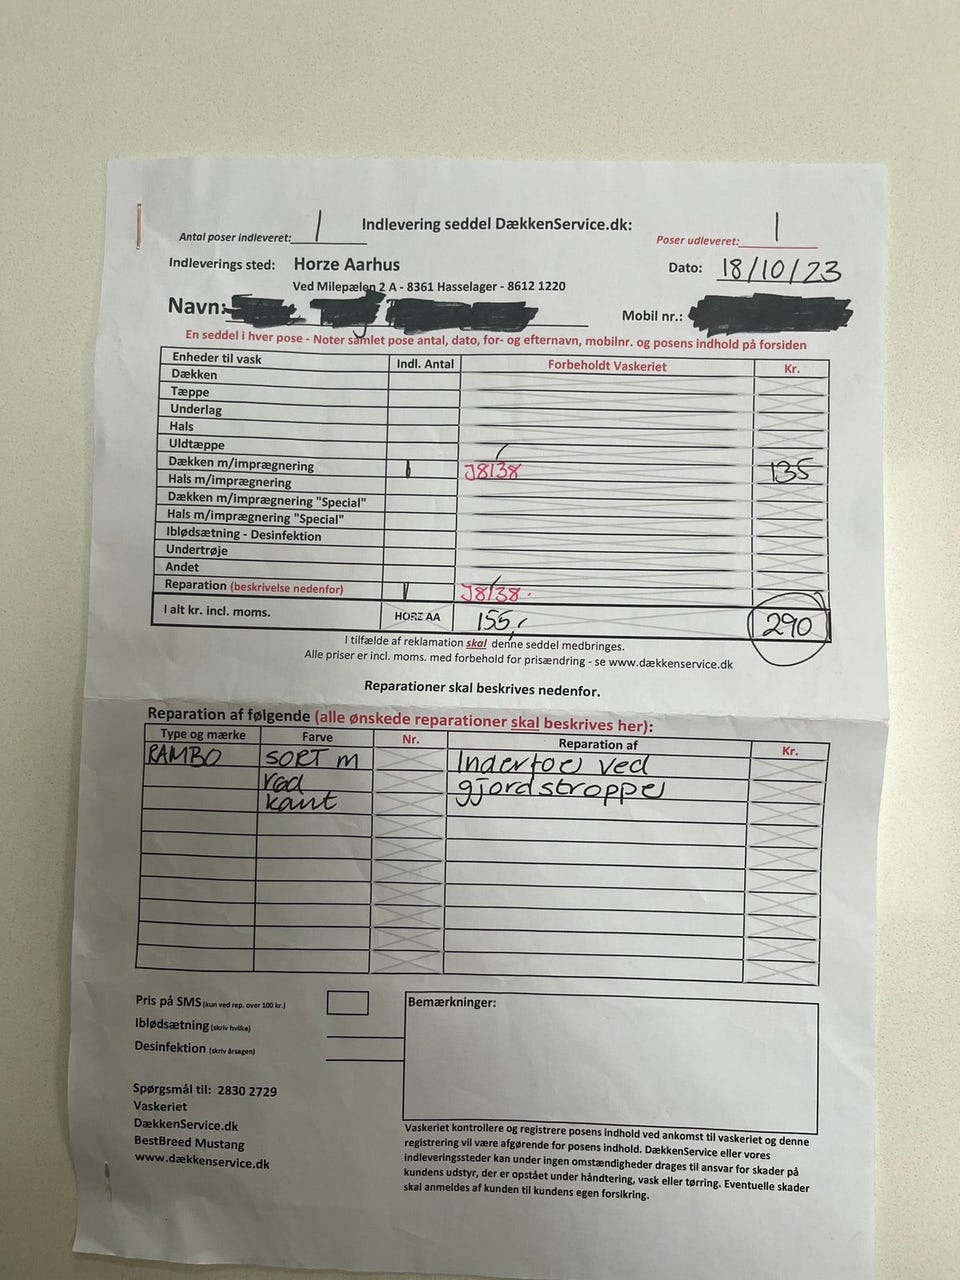 Indlevering seddel DækkenService.dk:
Antal poser indleveret: 1
Poser udleveret: 1
Indleverings sted: Horze Aarhus
Dato: 18/10/23
Ved Milepælen 2 A - 8361 Hasselager - 8612 1220
Navn:
Mobil nr.:
En seddel i hver pose - Noter samlet pose antal, dato, for- og efternavn, mobilnr. og posens indhold på forsiden
Enheder til vask Indl. Antal Forbeholdt Vaskeriet Kr.
Dækken
Tæppe
Underlag
Hals
Uldtæppe
Dækken m/imprægnering 1 J8138 135
Hals m/imprægnering
Dækken m/imprægnering "Special"
Hals m/imprægnering "Special"
Iblødsætning - Desinfektion
Undertrøje
Andet
Reparation (beskrivelse nedenfor) 1 J8138.
I alt kr. incl. moms. HORZE AA 155,- 290
I tilfælde af reklamation skal denne seddel medbringes.
Alle priser er incl. moms. med forbehold for prisændring - se www.dækkenservice.dk
Reparationer skal beskrives nedenfor.
Reparation af følgende (alle ønskede reparationer skal beskrives her):
Type og mærke Farve Nr. Reparation af Kr.
RAMBO SORT m Inderfoer ved
rød gjordstropper
kant
Pris på SMS (kun ved rep. over 100 kr.)
Bemærkninger:
Iblødsætning (skriv hvilke)
Desinfektion (skriv årsagen)
Spørgsmål til: 2830 2729
Vaskeriet
DækkenService.dk
BestBreed Mustang
www.dækkenservice.dk
Vaskeriet kontrollere og registrere posens indhold ved ankomst til vaskeriet og denne
registrering vil være afgørende for posens indhold. DækkenService eller vores
indleveringssteder kan under ingen omstændigheder drages til ansvar for skader på
kundens udstyr, der er opstået under håndtering, vask eller tørring. Eventuelle skader
skal anmeldes af kunden til kundens egen forsikring.